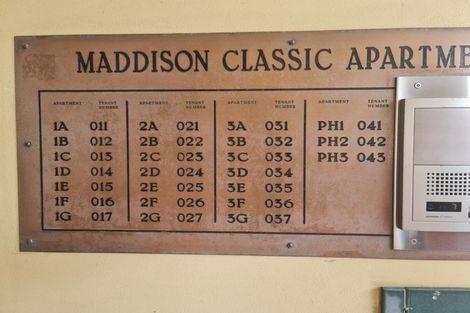 MADDISON CLASSIC APARTME
APARTMENT TENANT NUMBER APARTMENT TENANT NUMBER APARTMENT TENANT NUMBER APARTMENT TENANT NUMBER
1A 011 2A 021 3A 031 PH1 041
1B 012 2B 022 3B 032 PH2 042
1C 013 2C 023 3C 033 PH3 043
1D 014 2D 024 3D 034
1E 015 2E 025 3E 035
1F 016 2F 026 3F 036
1G 017 2G 027 3G 037